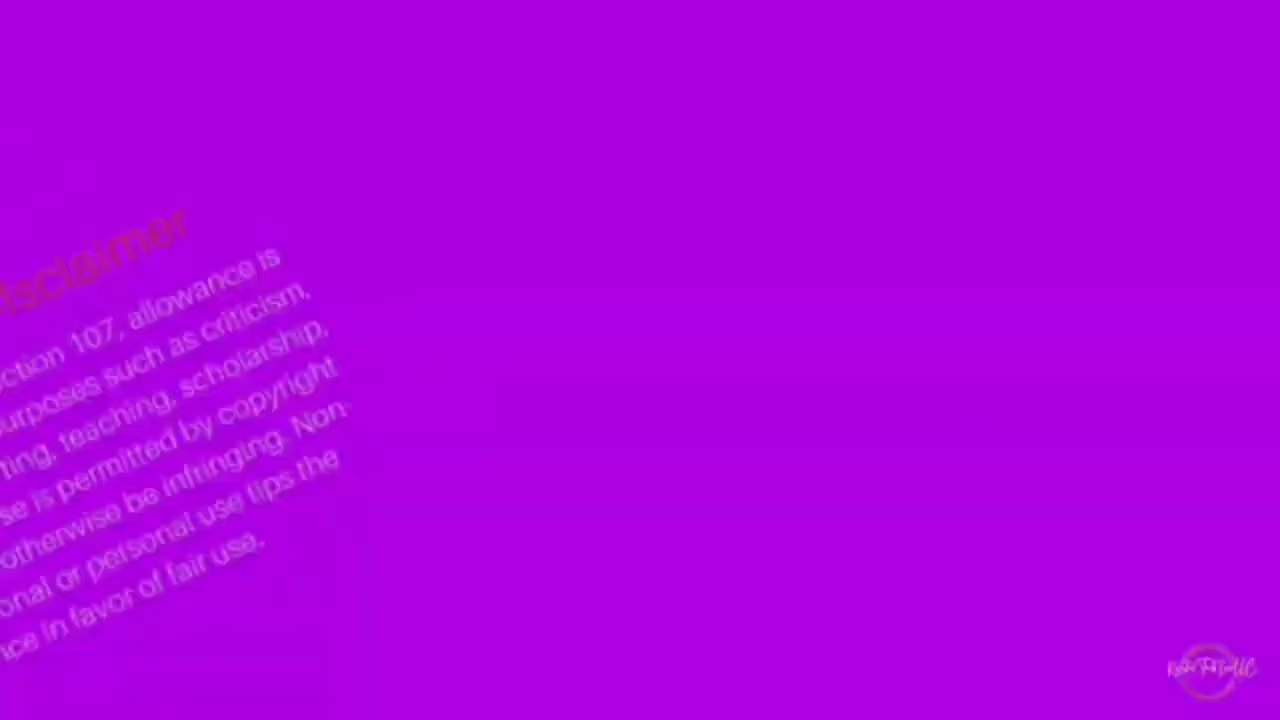 isclaimer
ction 107, allowance is
urposes such as criticism,
ting, teaching, scholarship,
se is permitted by copyright
otherwise be infringing. Non-
onal or personal use tips the
ce in favor of fair use.